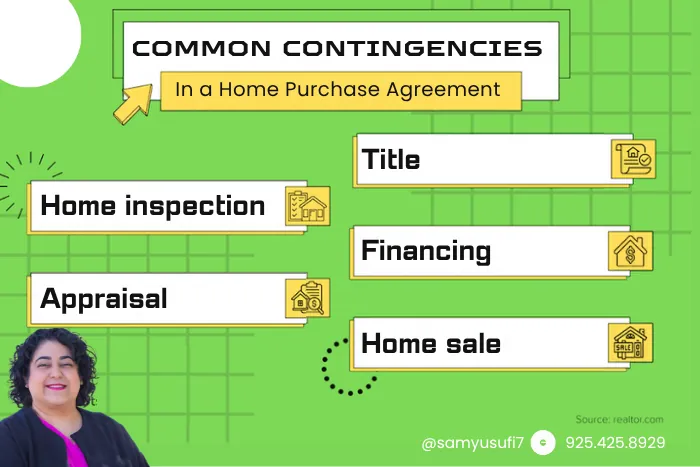 COMMON CONTINGENCIES
In a Home Purchase Agreement
Home inspection
Appraisal
Title
Financing
Home sale
SALE
Source: realtor.com
@samyusufi7
925.425.8929